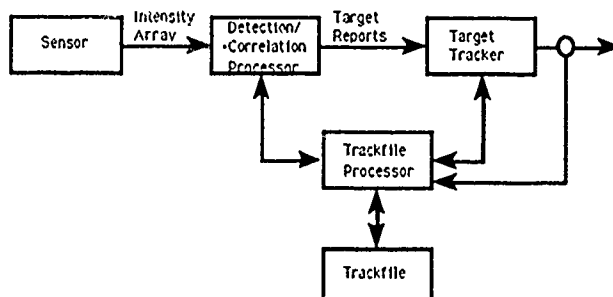 Sensor
Intensity
Array
Detection/
•Correlation
Processor
Target
Reports
Target
Tracker
Trackfile
Processor
Trackfile